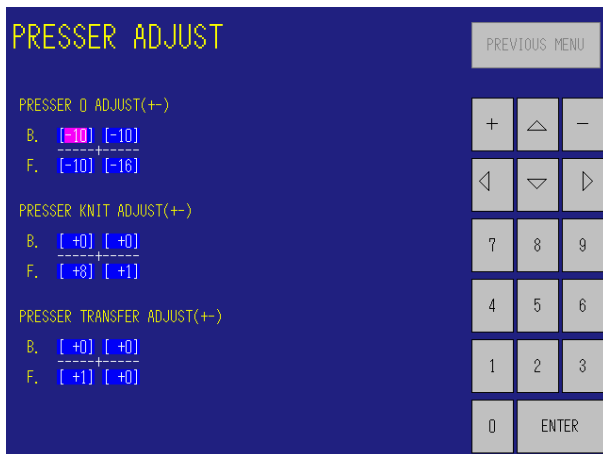 PRESSER ADJUST
PREVIOUS MENU
PRESSER 0 ADJUST(+-)
B. [-10] [-10]
F. [-10] [-16]
PRESSER KNIT ADJUST(+-)
B. [ +0] [ +0]
F. [ +8] [ +1]
PRESSER TRANSFER ADJUST(+-)
B. [ +0] [ +0]
F. [ +1] [ +0]
+ -
7 8 9
4 5 6
1 2 3
0 ENTER